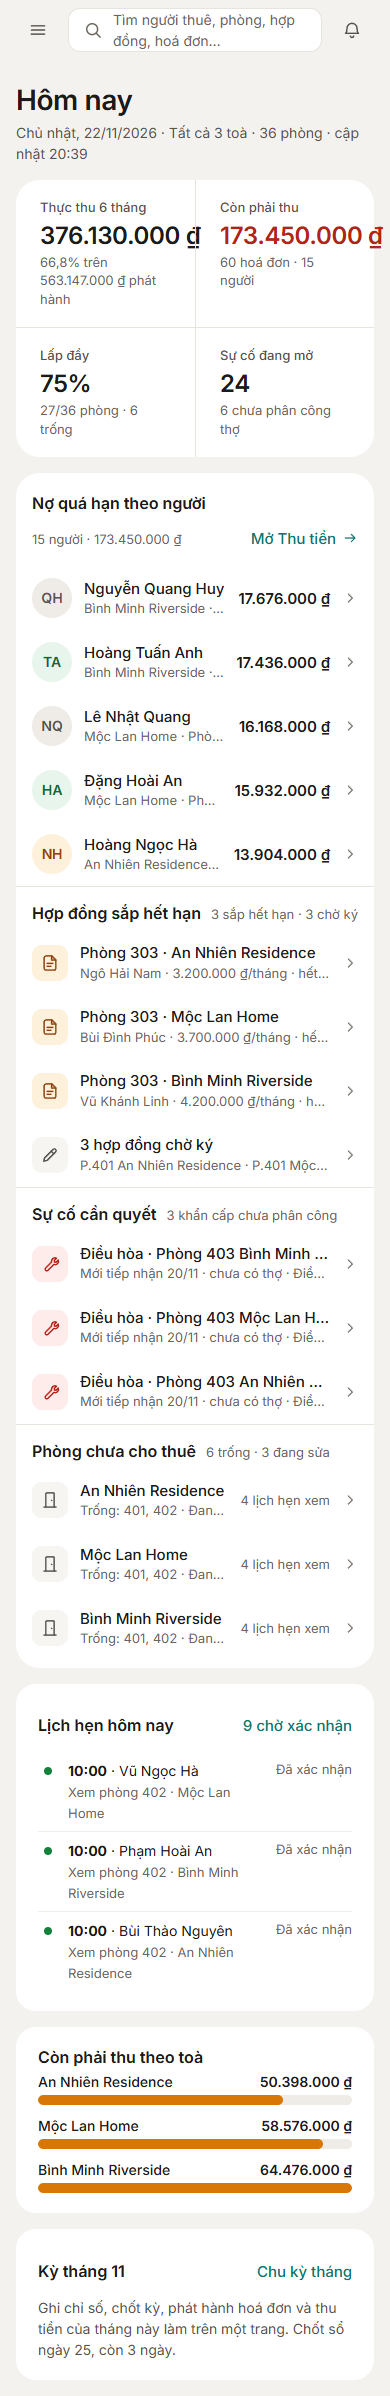 Tìm người thuê, phòng, hợp
đồng, hoá đơn...
Hôm nay
Chủ nhật, 22/11/2026 · Tất cả 3 toà · 36 phòng · cập
nhật 20:39
Thực thu 6 tháng
376.130.000 ₫
66,8% trên
563.147.000 ₫ phát
hành
Còn phải thu
173.450.000 ₫
60 hoá đơn · 15
người
Lấp đầy
75%
27/36 phòng · 6
trống
Sự cố đang mở
24
6 chưa phân công
thợ
Nợ quá hạn theo người
15 người · 173.450.000 ₫
Mở Thu tiền →
QH
Nguyễn Quang Huy
Bình Minh Riverside ·...
17.676.000 ₫
TA
Hoàng Tuấn Anh
Bình Minh Riverside ·...
17.436.000 ₫
NQ
Lê Nhật Quang
Mộc Lan Home · Phò...
16.168.000 ₫
HA
Đặng Hoài An
Mộc Lan Home · Ph...
15.932.000 ₫
NH
Hoàng Ngọc Hà
An Nhiên Residence...
13.904.000 ₫
Hợp đồng sắp hết hạn 3 sắp hết hạn · 3 chờ ký
Phòng 303 · An Nhiên Residence
Ngô Hải Nam · 3.200.000 ₫/tháng · hết...
Phòng 303 · Mộc Lan Home
Bùi Đình Phúc · 3.700.000 ₫/tháng · hế...
Phòng 303 · Bình Minh Riverside
Vũ Khánh Linh · 4.200.000 ₫/tháng · h...
3 hợp đồng chờ ký
P.401 An Nhiên Residence · P.401 Mộc...
Sự cố cần quyết 3 khẩn cấp chưa phân công
Điều hòa · Phòng 403 Bình Minh ...
Mới tiếp nhận 20/11 · chưa có thợ · Điề...
Điều hòa · Phòng 403 Mộc Lan H...
Mới tiếp nhận 20/11 · chưa có thợ · Điề...
Điều hòa · Phòng 403 An Nhiên ...
Mới tiếp nhận 20/11 · chưa có thợ · Điề...
Phòng chưa cho thuê 6 trống · 3 đang sửa
An Nhiên Residence
Trống: 401, 402 · Đan...
4 lịch hẹn xem
Mộc Lan Home
Trống: 401, 402 · Đan...
4 lịch hẹn xem
Bình Minh Riverside
Trống: 401, 402 · Đan...
4 lịch hẹn xem
Lịch hẹn hôm nay
9 chờ xác nhận
10:00 · Vũ Ngọc Hà
Đã xác nhận
Xem phòng 402 · Mộc Lan
Home
10:00 · Phạm Hoài An
Đã xác nhận
Xem phòng 402 · Bình Minh
Riverside
10:00 · Bùi Thảo Nguyên
Đã xác nhận
Xem phòng 402 · An Nhiên
Residence
Còn phải thu theo toà
An Nhiên Residence 50.398.000 ₫
Mộc Lan Home 58.576.000 ₫
Bình Minh Riverside 64.476.000 ₫
Kỳ tháng 11
Chu kỳ tháng
Ghi chỉ số, chốt kỳ, phát hành hoá đơn và thu
tiền của tháng này làm trên một trang. Chốt sổ
ngày 25, còn 3 ngày.